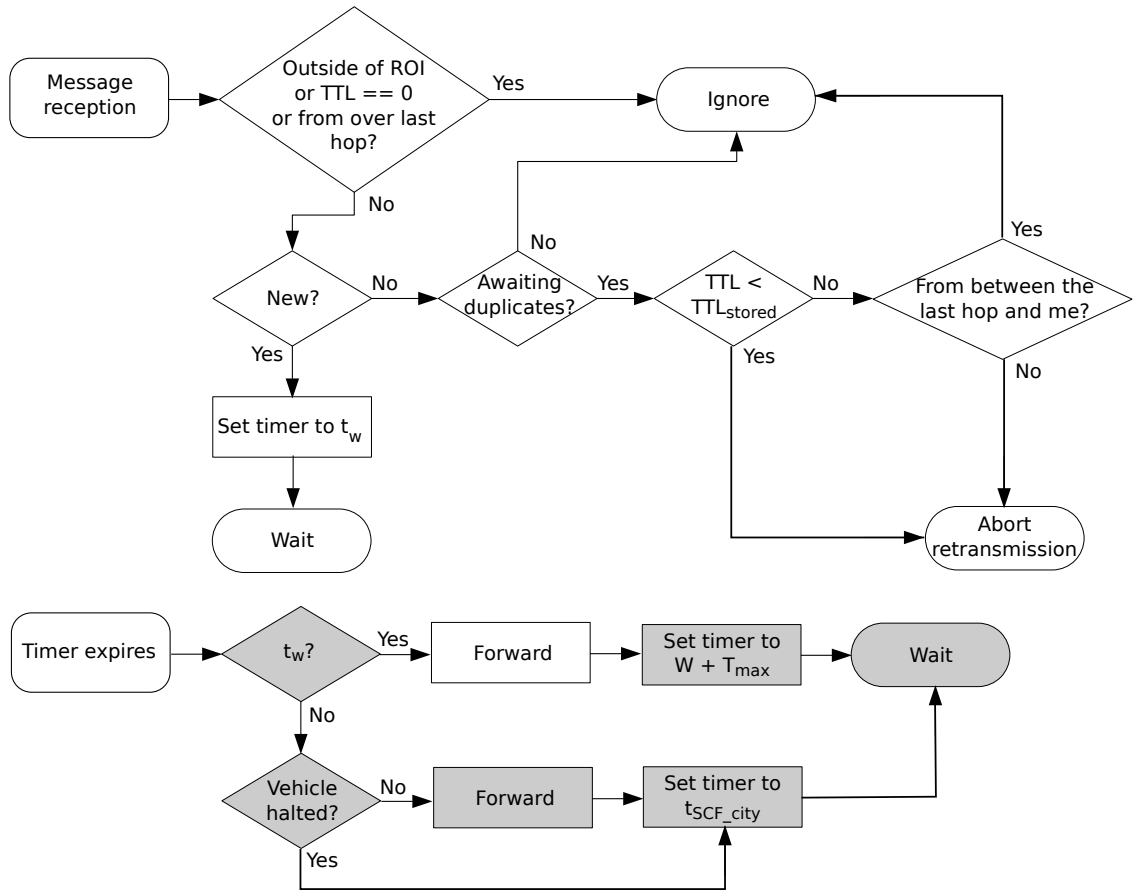 Message
reception
Outside of ROI
or TTL == 0
or from over last
hop?
Yes
Ignore
No
New?
No
Awaiting
duplicates?
No
Yes
TTL <
TTLstored
No
From between the
last hop and me?
Yes
Yes
Yes
No
Set timer to tw
Wait
Abort
retransmission
Timer expires
tw?
Yes
Forward
Set timer to
W + Tmax
Wait
No
Vehicle
halted?
No
Forward
Set timer to
tSCF_city
Yes